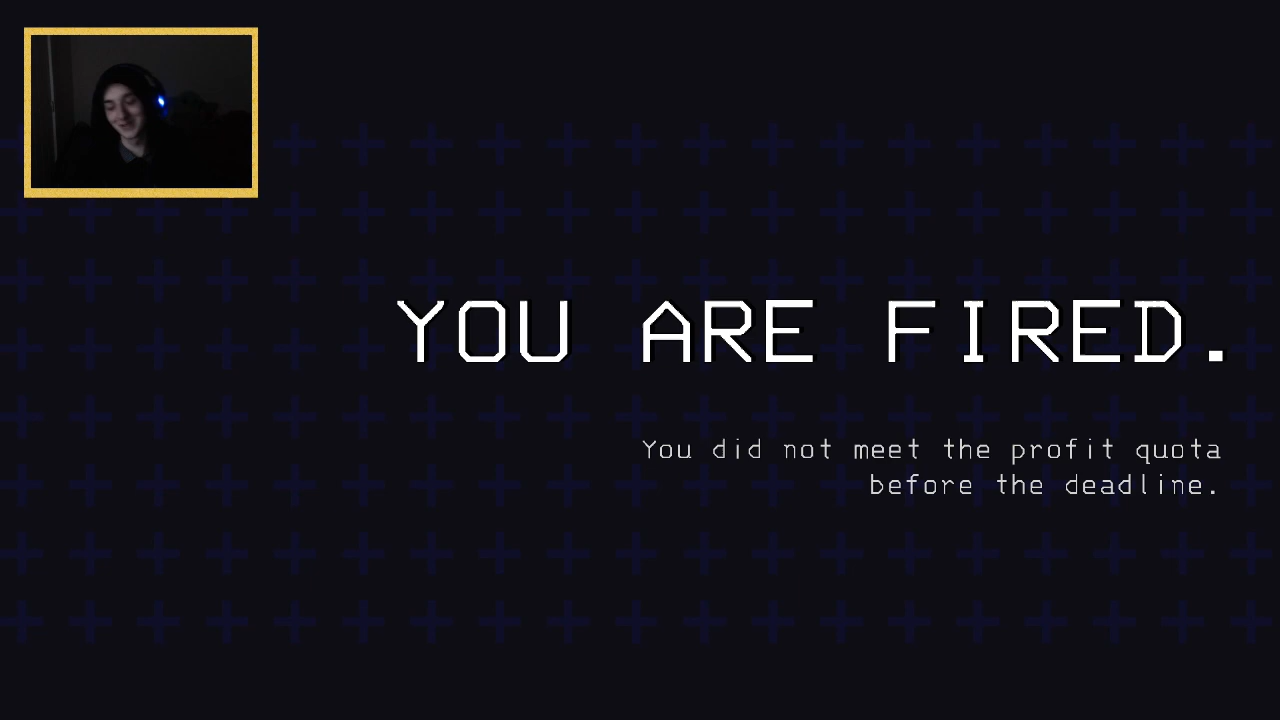 YOU ARE FIRED.
You did not meet the profit quota
before the deadline.